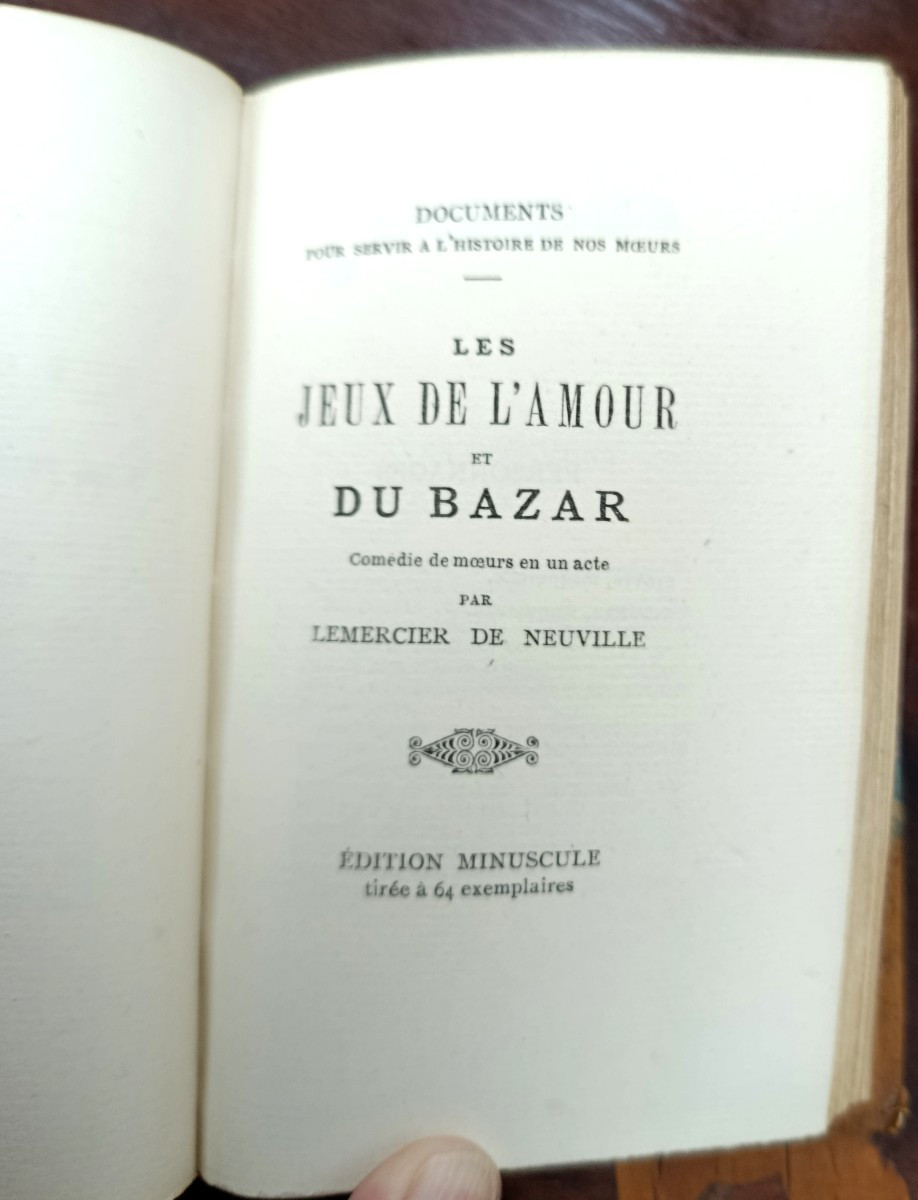 DOCUMENTS
POUR SERVIR A L'HISTOIRE DE NOS MŒURS
LES
JEUX DE L'AMOUR
ET
DU BAZAR
Comédie de mœurs en un acte
PAR
LEMERCIER DE NEUVILLE
ÉDITION MINUSCULE
tirée à 64 exemplaires